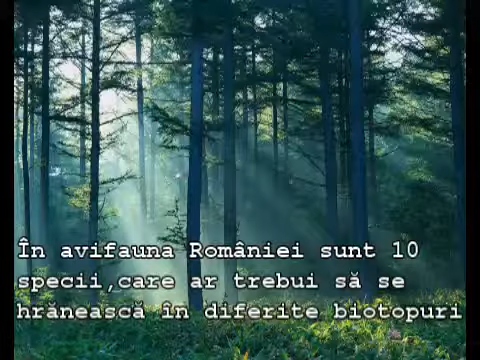 În avifauna României sunt 10
specii,care ar trebui să se
hrănească în diferite biotopuri